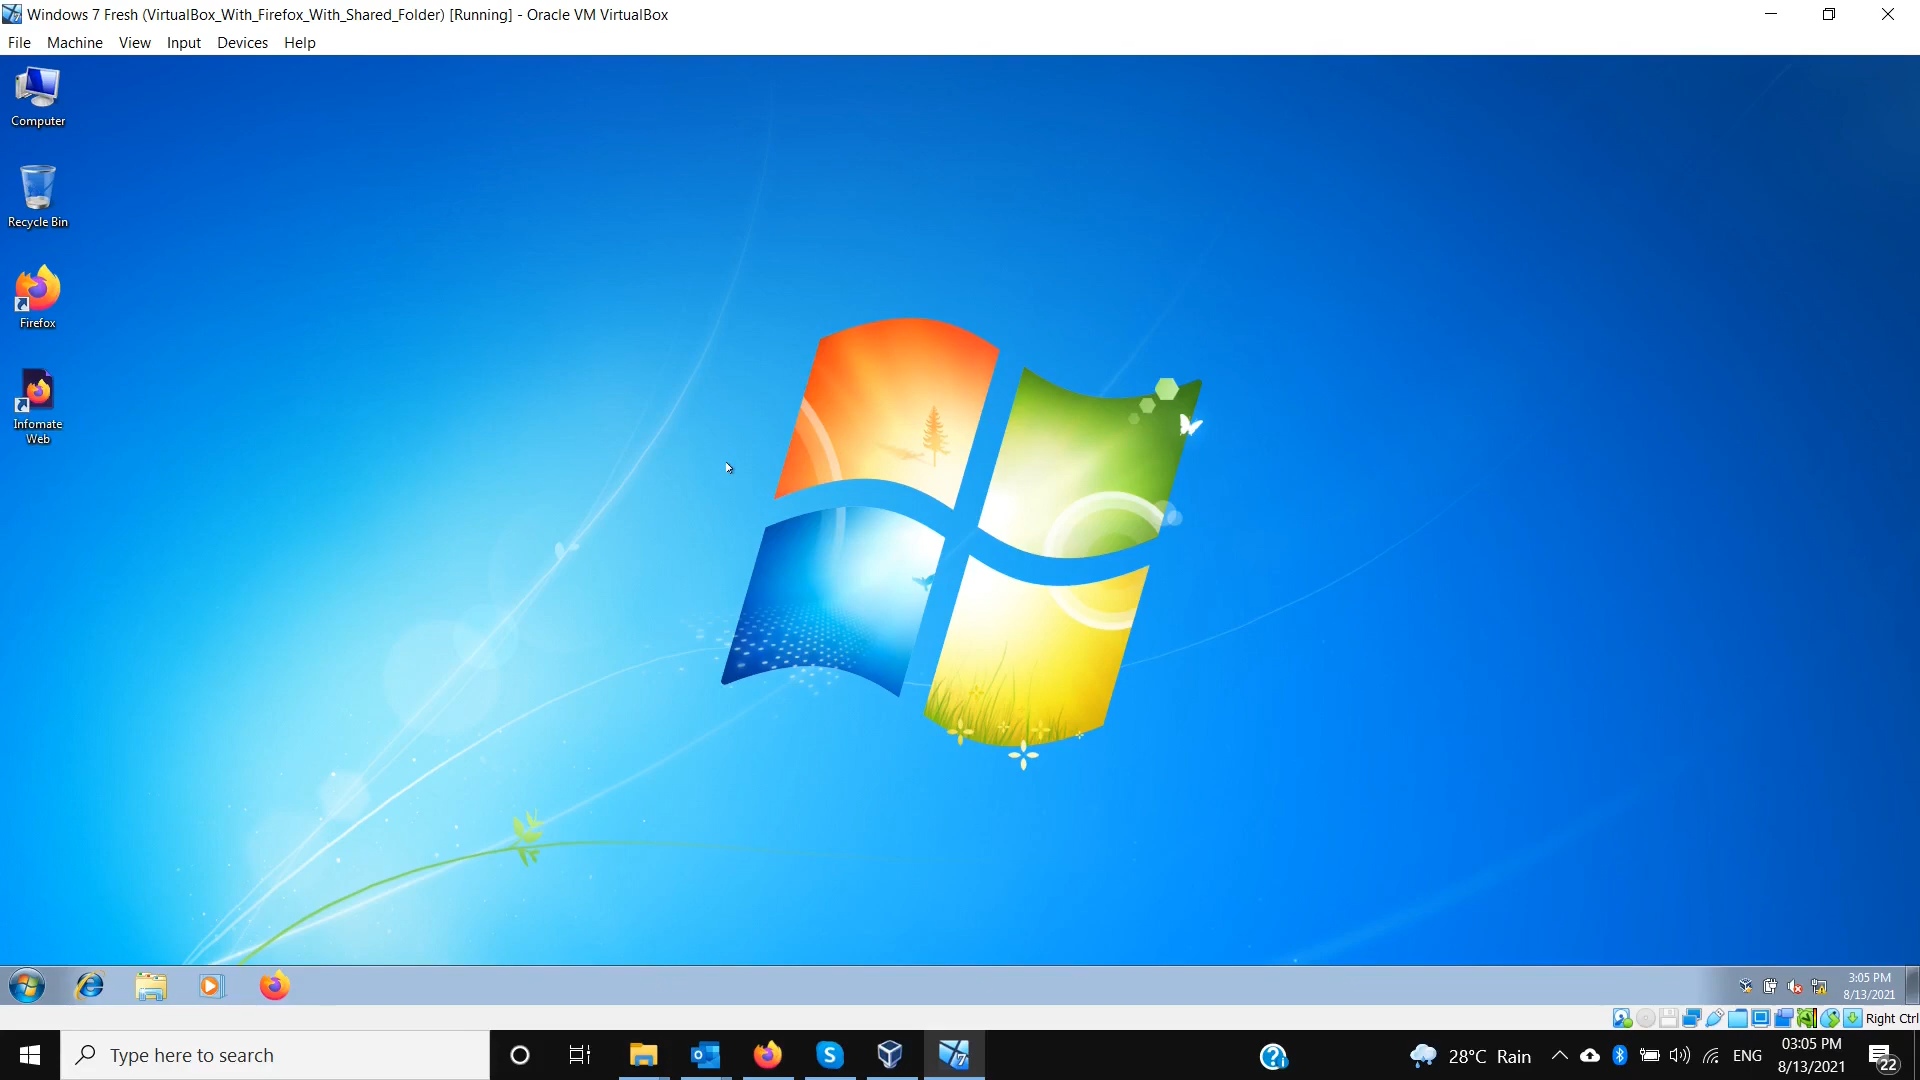 Windows 7 Fresh (VirtualBox_With_Firefox_With_Shared_Folder) [Running] - Oracle VM VirtualBox
File Machine View Input Devices Help
Computer
Recycle Bin
Firefox
Infomate
Web
3:05 PM
8/13/2021
Right Ctrl
Type here to search
28°C Rain
ENG
03:05 PM
8/13/2021
22